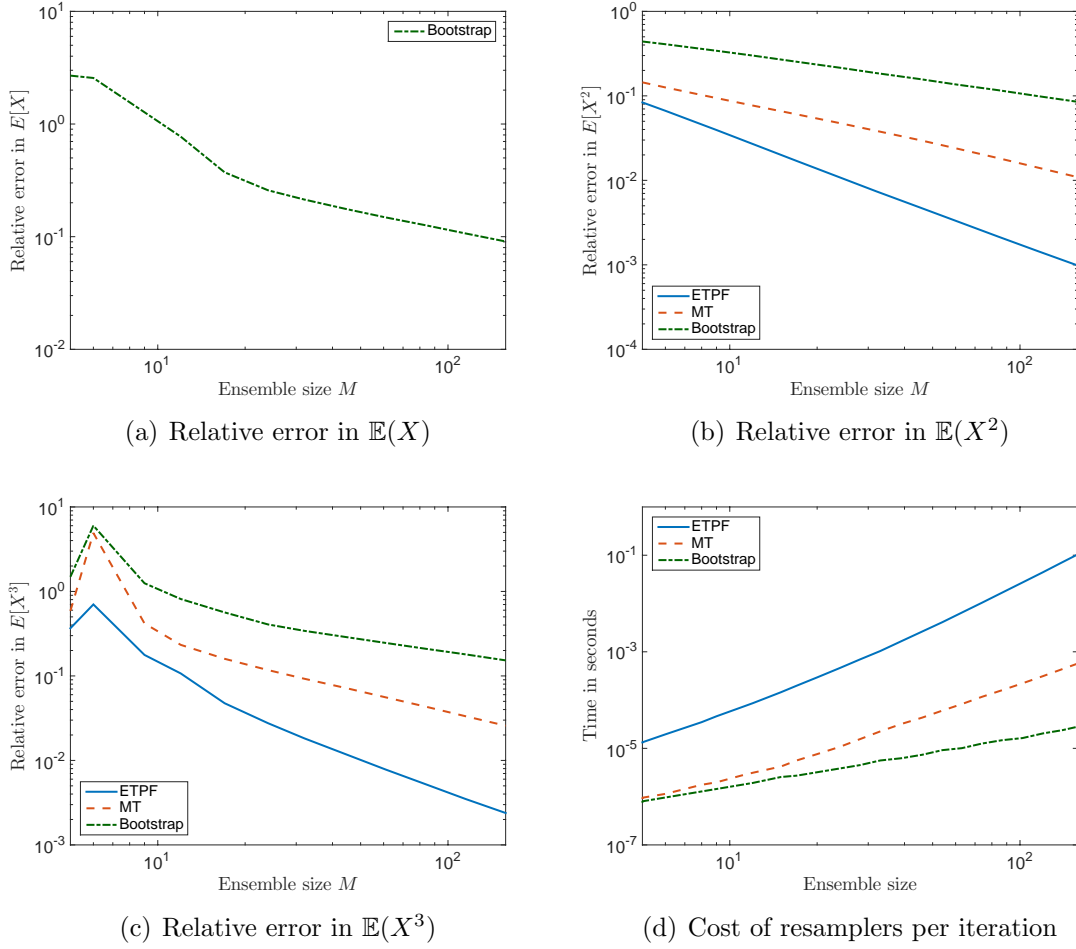 10^1
10^0
10^{-1}
10^{-2}
Relative error in E[X]
Bootstrap
10^1
10^2
Ensemble size M
(a) Relative error in 𝔼(X)
10^0
10^{-1}
10^{-2}
10^{-3}
10^{-4}
Relative error in E[X^2]
ETPF
MT
Bootstrap
10^1
10^2
Ensemble size M
(b) Relative error in 𝔼(X^2)
10^1
10^0
10^{-1}
10^{-2}
10^{-3}
Relative error in E[X^3]
ETPF
MT
Bootstrap
10^1
10^2
Ensemble size M
(c) Relative error in 𝔼(X^3)
10^{-1}
10^{-3}
10^{-5}
10^{-7}
Time in seconds
ETPF
MT
Bootstrap
10^1
10^2
Ensemble size
(d) Cost of resamplers per iteration